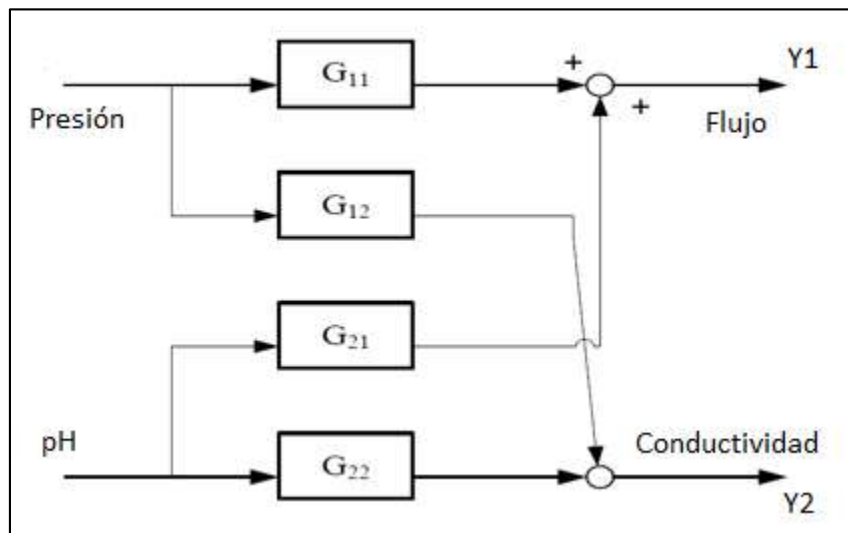 G11
+
Y1
Presión
+
Flujo
G12
G21
pH
Conductividad
G22
Y2